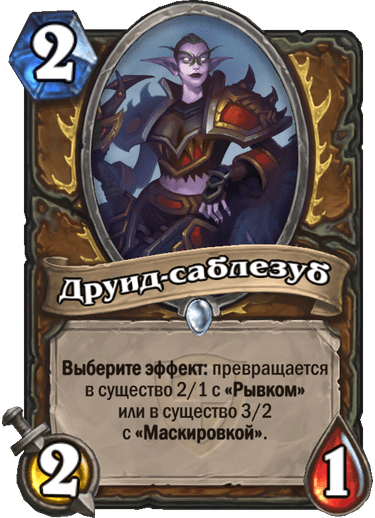 2
Друид-саблезуб
Выберите эффект: превращается
в существо 2/1 с «Рывком»
или в существо 3/2
с «Маскировкой».
2
1